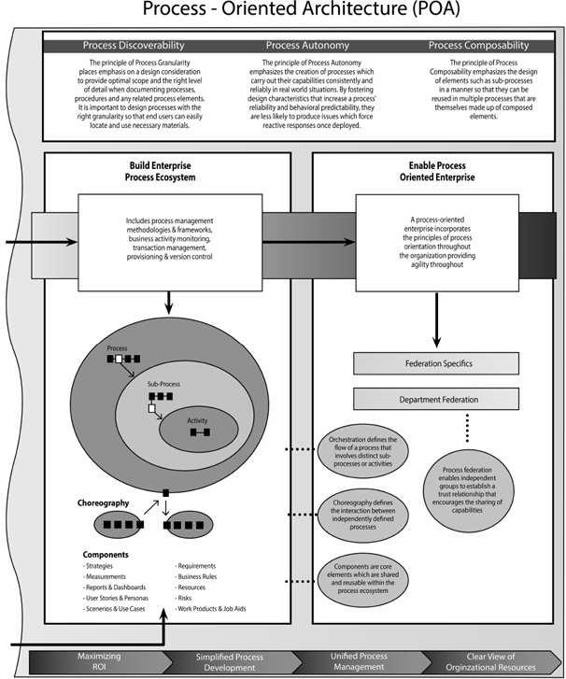 Process - Oriented Architecture (POA)
Process Discoverability
The principle of Process Granularity
places emphasis on a design consideration
to provide optimal scope and the right level
of detail when documenting processes,
procedures and any related process elements.
It is important to design processes with the
right granularity so that end users can easily
locate and use necessary materials.
Process Autonomy
The principle of Process Autonomy
emphasizes the creation of processes which
carry out their capabilities consistently and
reliably in real world situations. By fostering
design characteristics that increase a process'
reliability and behavioral predictability, they
are less likely to produce issues which force
reactive responses once deployed.
Process Composability
The principle of Process
Composability emphasizes the design
of elements such as sub-processes
in a manner so that they can be
reused in multiple processes that are
themselves made up of composed
elements.
Build Enterprise
Process Ecosystem
Includes process management
methodologies & frameworks,
business activity monitoring,
transaction management,
provisioning & version control
Process
Sub-Process
Activity
Choreography
Components
- Strategies
- Measurements
- Reports & Dashboards
- User Stories & Personas
- Scenerios & Use Cases
- Requirements
- Business Rules
- Resources
- Risks
- Work Products & Job Aids
Enable Process
Oriented Enterprise
A process-oriented
enterprise incorporates
the principles of process
orientation throughout
the organization providing
agility throughout
Federation Specifics
Department Federation
Orchestration defines the
flow of a process that
involves distinct sub-
processes or activities
Choreography defines
the interaction between
independently defined
processes
Components are core
elements which are shared
and reusable within the
process ecosystem
Process federation
enables independent
groups to establish a
trust relationship that
encourages the sharing of
capabilities
Maximizing
ROI
Simplified Process
Development
Unified Process
Management
Clear View of
Orginzational Resources